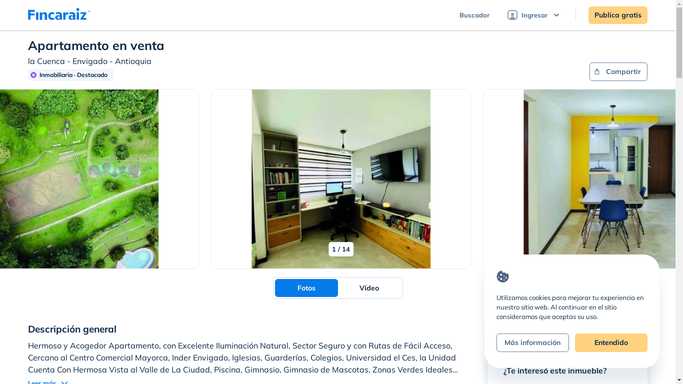 Fincaraiz
Buscador
Ingresar
Publica gratis
Apartamento en venta
la Cuenca - Envigado - Antioquia
Inmobiliaria · Destacado
Compartir
1 / 14
Fotos
Video
Descripción general
Hermoso y Acogedor Apartamento, con Excelente Iluminación Natural, Sector Seguro y con Rutas de Fácil Acceso,
Cercano al Centro Comercial Mayorca, Inder Envigado, Iglesias, Guarderías, Colegios, Universidad el Ces, la Unidad
Cuenta Con Hermosa Vista al Valle de La Ciudad, Piscina, Gimnasio, Gimnasio de Mascotas, Zonas Verdes Ideales...
Leer más
Utilizamos cookies para mejorar tu experiencia en
nuestro sitio web. Al continuar en el sitio
consideramos que aceptas su uso.
Más información
Entendido
¿Te interesó este inmueble?